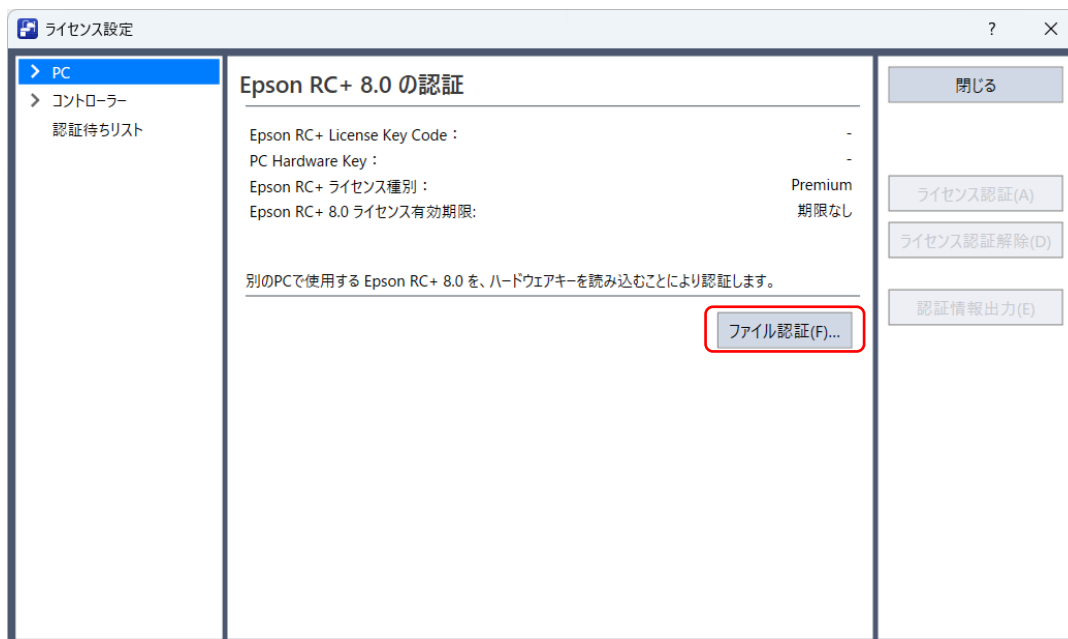 ライセンス設定
?
PC
コントローラー
認証待ちリスト
Epson RC+ 8.0 の認証
Epson RC+ License Key Code： -
PC Hardware Key： -
Epson RC+ ライセンス種別： Premium
Epson RC+ 8.0 ライセンス有効期限: 期限なし
別のPCで使用する Epson RC+ 8.0 を、ハードウェアキーを読み込むことにより認証します。
ファイル認証(F)...
閉じる
ライセンス認証(A)
ライセンス認証解除(D)
認証情報出力(E)